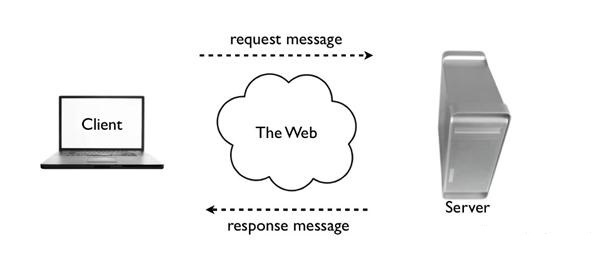 request message
Client
The Web
Server
response message